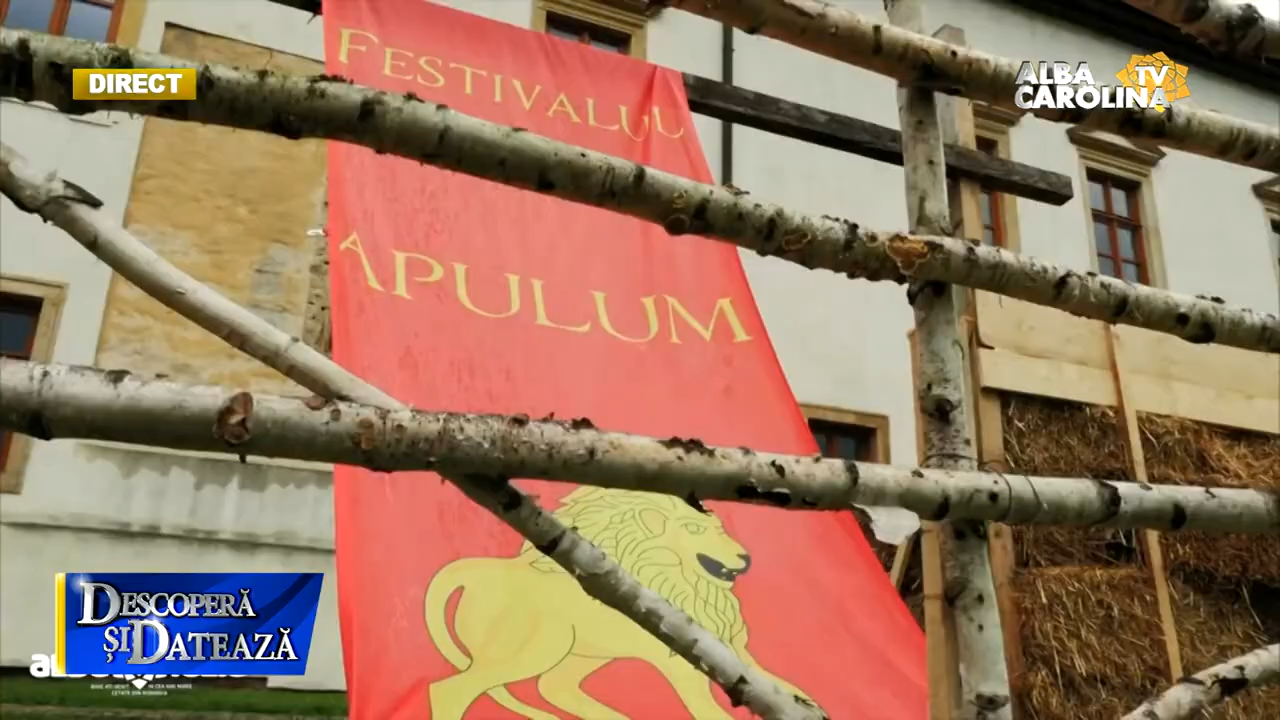 DIRECT
ALBA
CAROLINA TV
FESTIVALUL
APULUM
DESCOPERĂ
ȘI DATEAZĂ